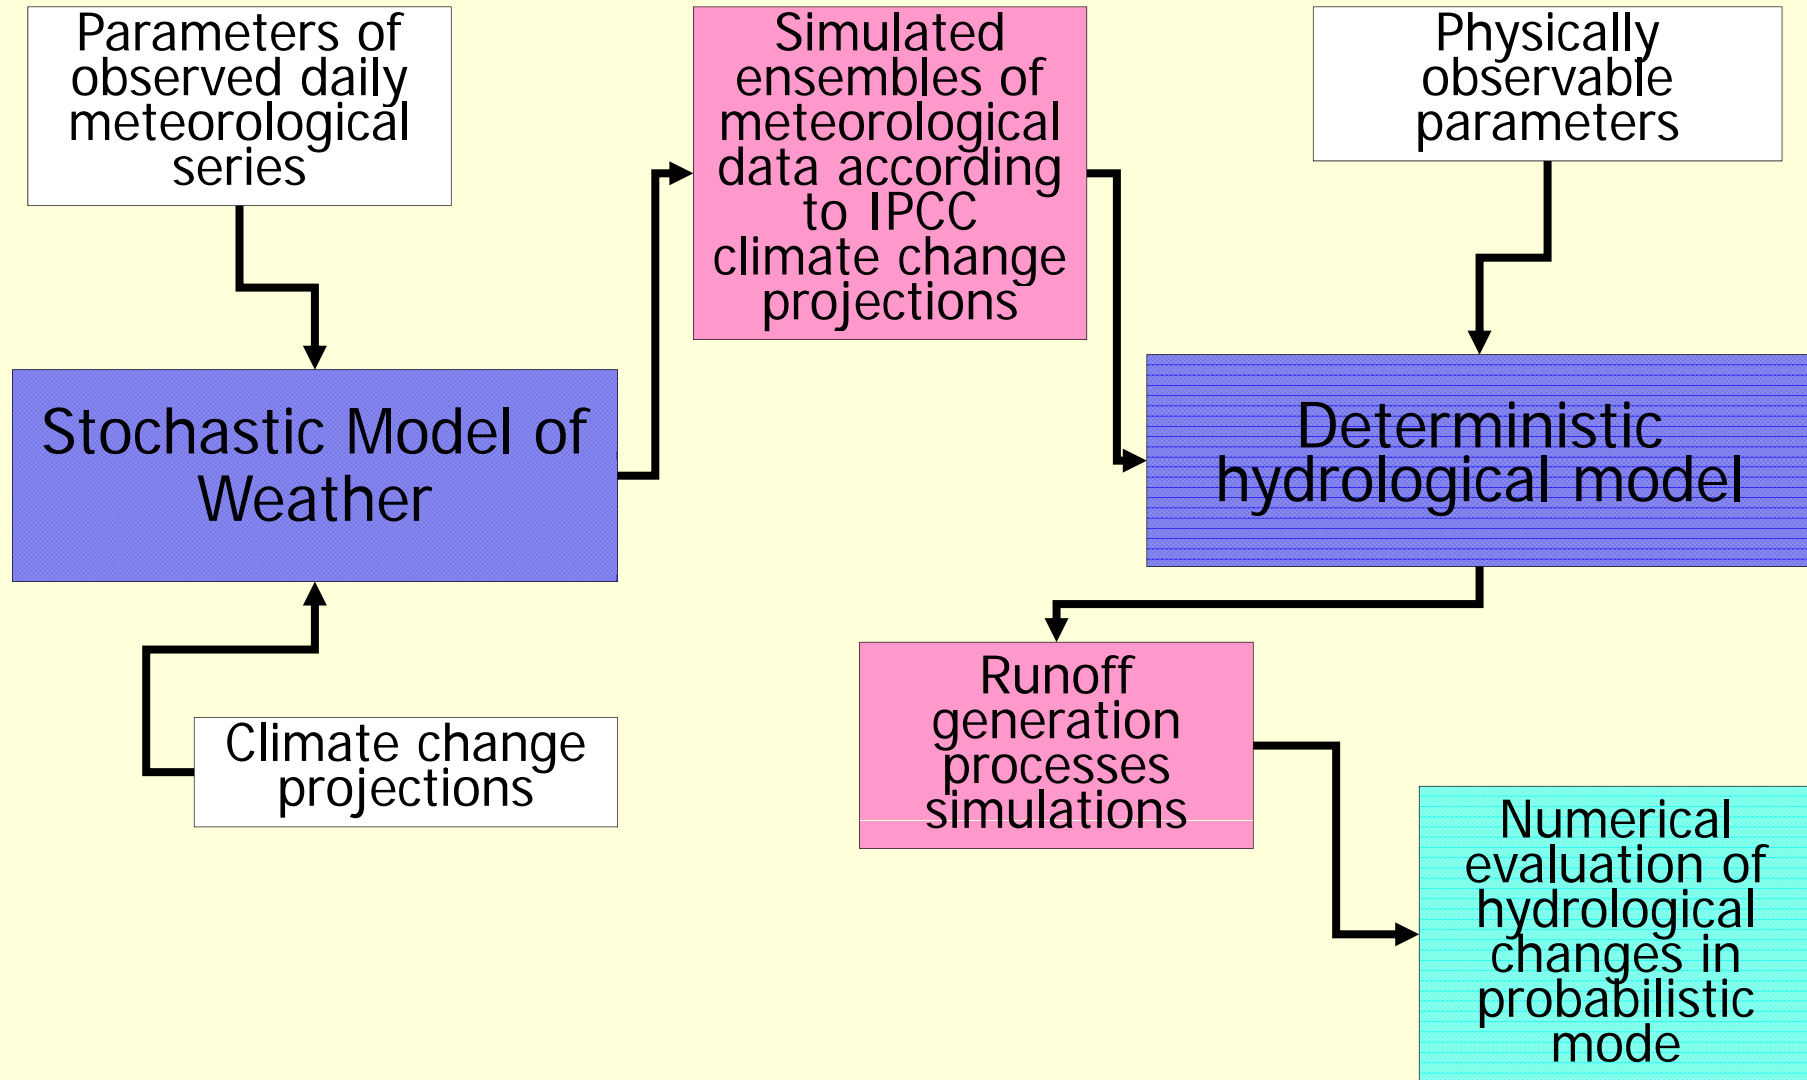 Parameters of
observed daily
meteorological
series
Simulated
ensembles of
meteorological
data according
to IPCC
climate change
projections
Physically
observable
parameters
Stochastic Model of
Weather
Deterministic
hydrological model
Climate change
projections
Runoff
generation
processes
simulations
Numerical
evaluation of
hydrological
changes in
probabilistic
mode